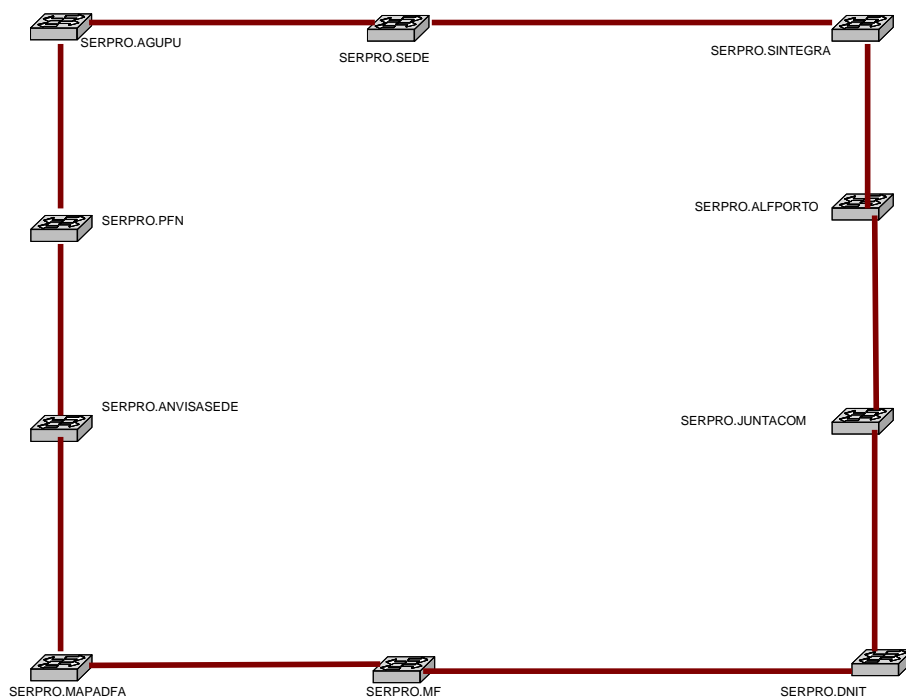 SERPRO.AGUPU
SERPRO.SEDE
SERPRO.SINTEGRA
SERPRO.PFN
SERPRO.ALFPORTO
SERPRO.ANVISASEDE
SERPRO.JUNTACOM
SERPRO.MAPADFA
SERPRO.MF
SERPRO.DNIT